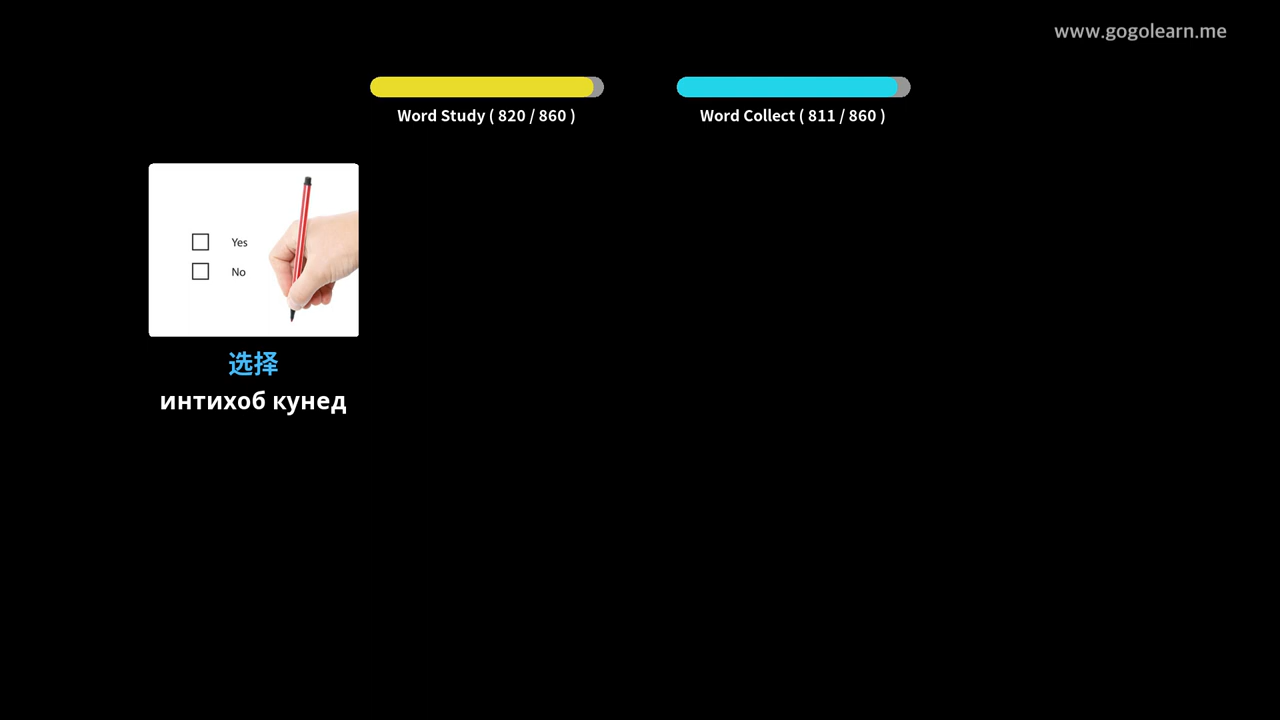 www.gogolearn.me
Word Study ( 820 / 860 )
Word Collect ( 811 / 860 )
Yes
No
选择
интихоб кунед